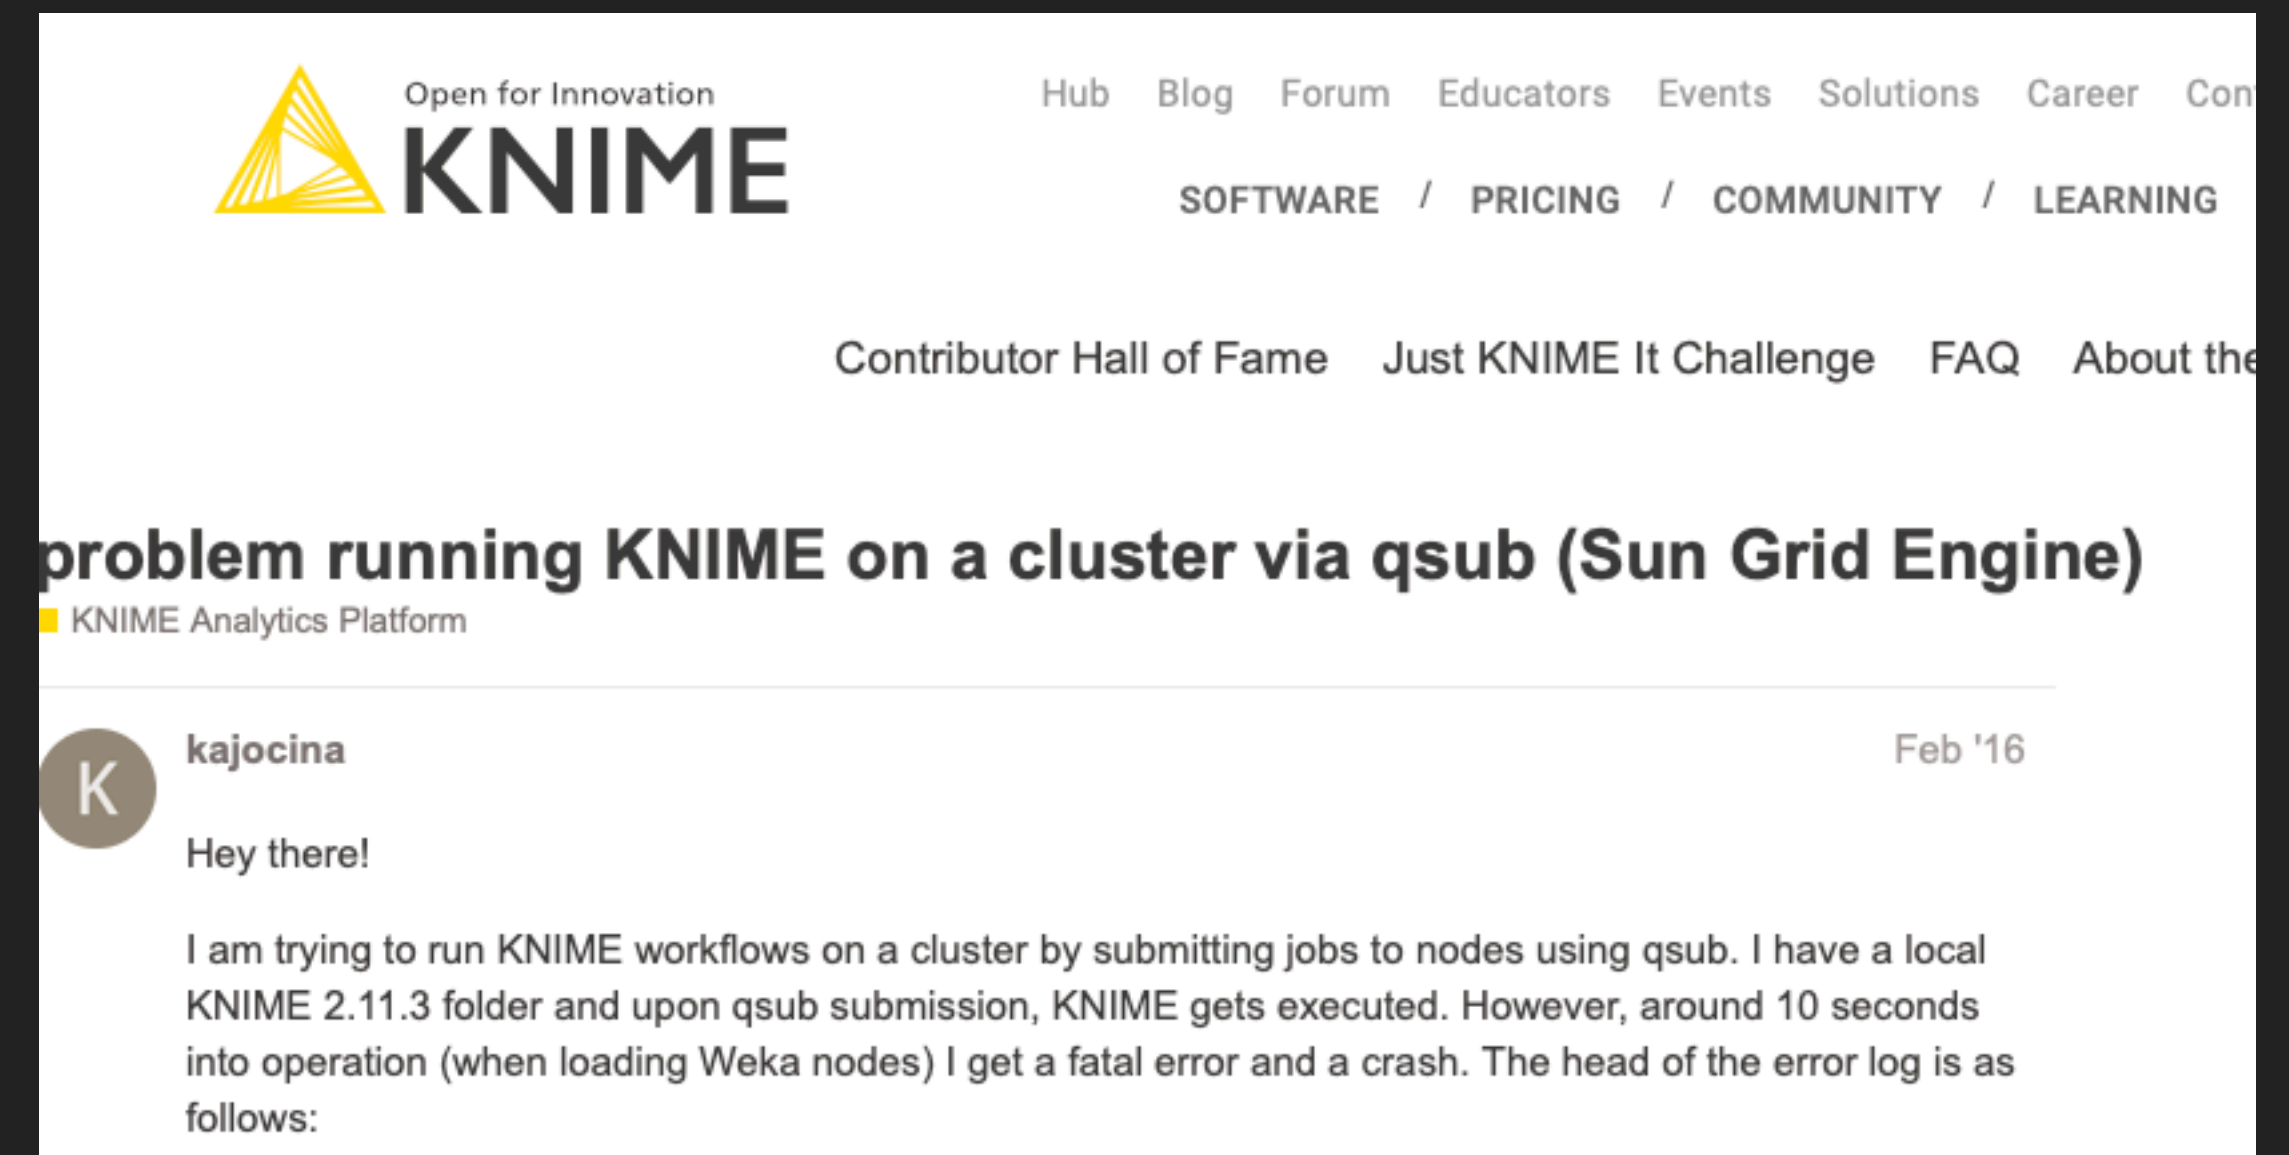 Open for Innovation
KNIME
Hub Blog Forum Educators Events Solutions Career
SOFTWARE / PRICING / COMMUNITY / LEARNING
Contributor Hall of Fame Just KNIME It Challenge FAQ About the
problem running KNIME on a cluster via qsub (Sun Grid Engine)
KNIME Analytics Platform
K
kajocina Feb '16
Hey there!
I am trying to run KNIME workflows on a cluster by submitting jobs to nodes using qsub. I have a local
KNIME 2.11.3 folder and upon qsub submission, KNIME gets executed. However, around 10 seconds
into operation (when loading Weka nodes) I get a fatal error and a crash. The head of the error log is as
follows: